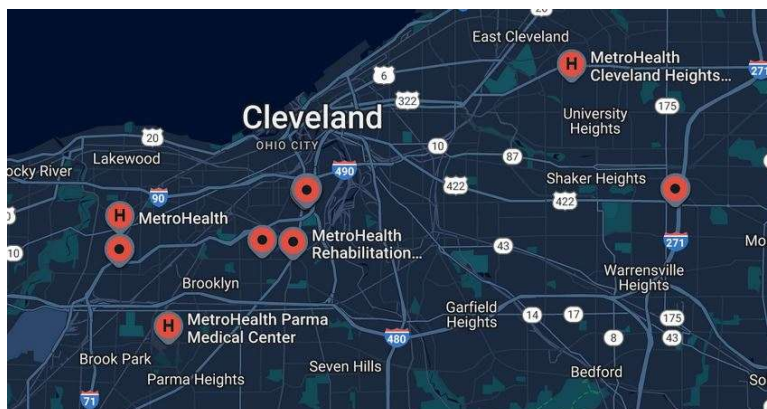 20
East Cleveland
MetroHealth
Cleveland Heights...
271
6
322
175
Cleveland
OHIO CITY
University
Heights
20
Lakewood
10
87
ocky River
490
Shaker Heights
90
422
422
MetroHealth
271
10
MetroHealth
Rehabilitation...
43
Mo
Warrensville
Heights
Brooklyn
Garfield
Heights
14
17
175
MetroHealth Parma
Medical Center
480
8
43
Brook Park
Seven Hills
Bedford
Parma Heights
So
71